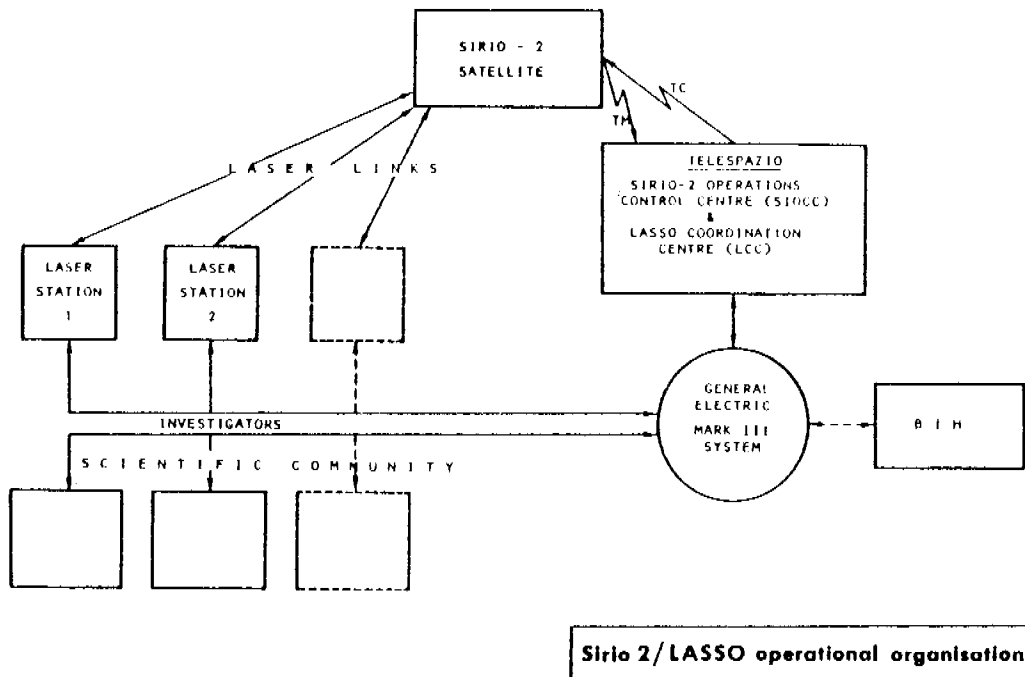 SIRIO - 2
SATELLITE
TC
TM
LASER LINKS
TELESPAZIO
SIRIO-2 OPERATIONS
CONTROL CENTRE (SIOCC)
&
LASSO COORDINATION
CENTRE (LCC)
LASER
STATION
1
LASER
STATION
2
GENERAL
ELECTRIC
MARK III
SYSTEM
BIH
INVESTIGATORS
SCIENTIFIC COMMUNITY
Sirio 2/LASSO operational organisation